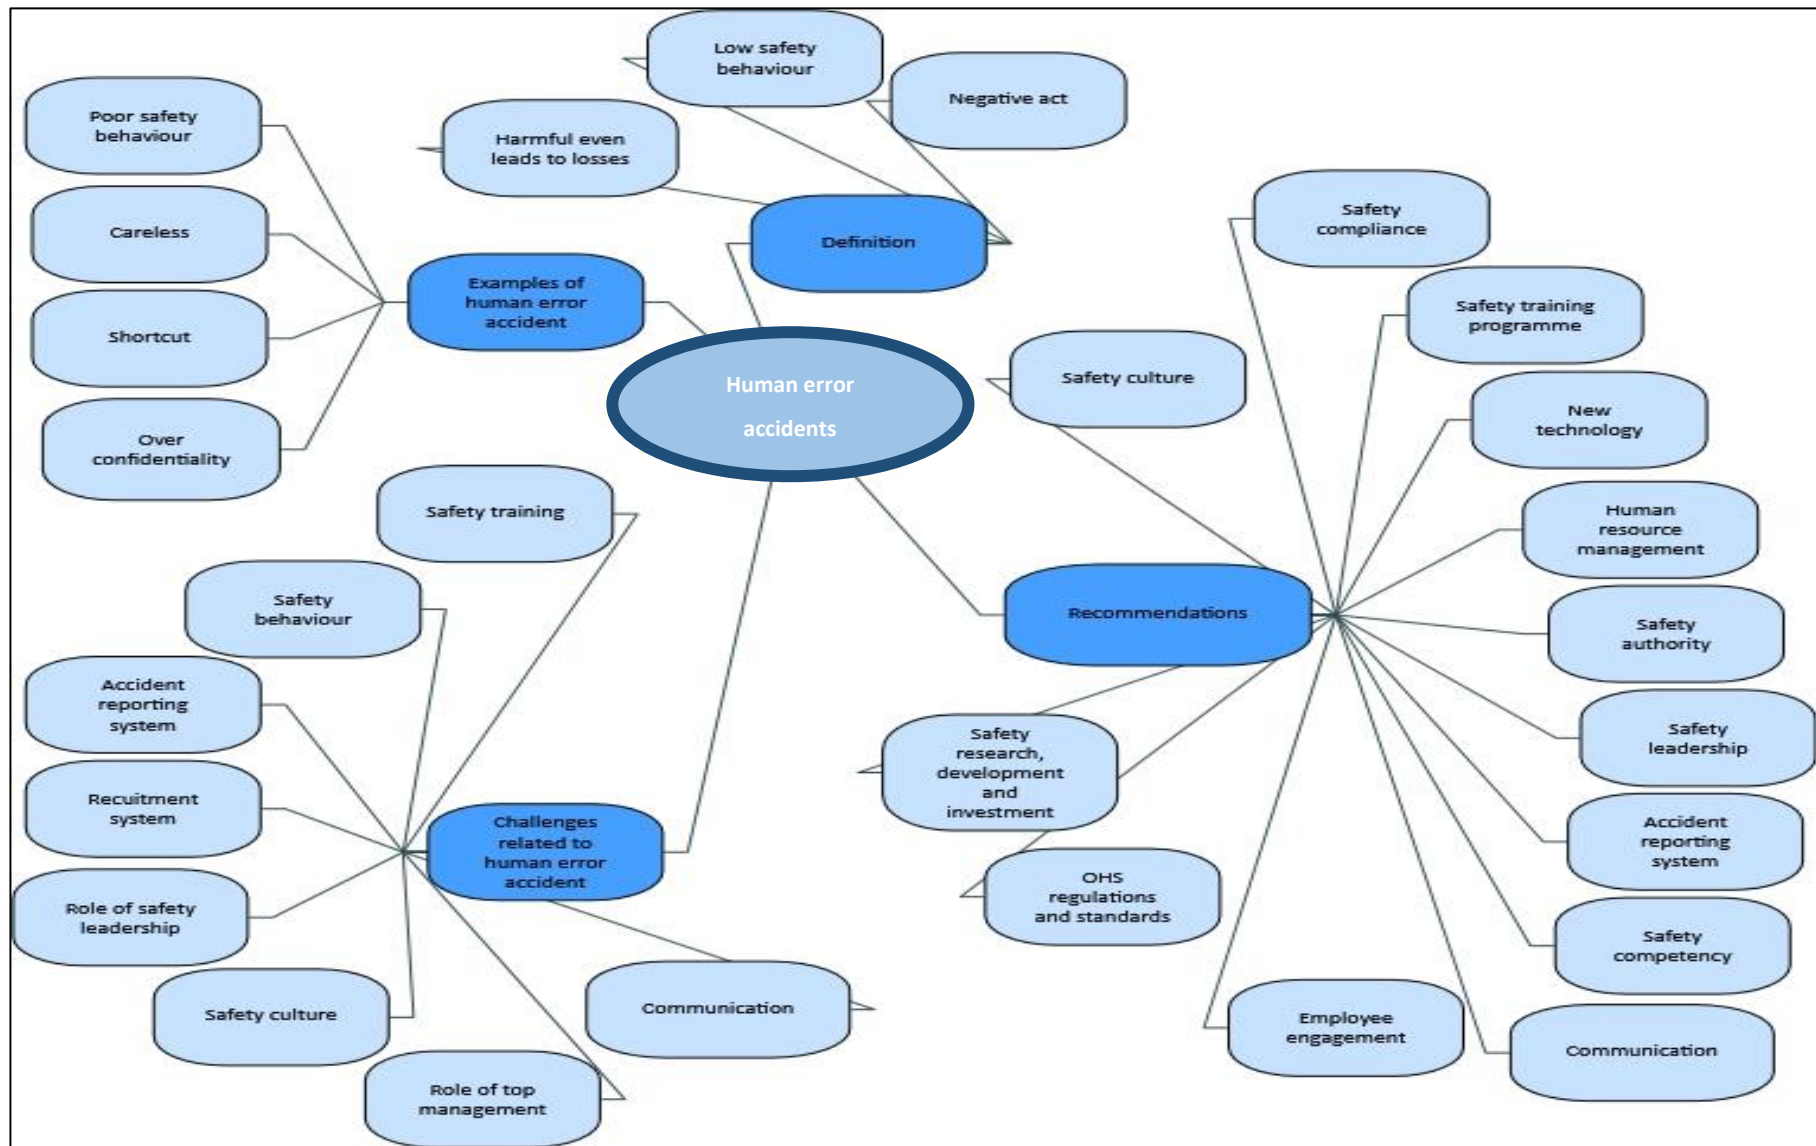 Low safety
behaviour
Negative act
Harmful even
leads to losses
Definition
Poor safety
behaviour
Careless
Shortcut
Over
confidentiality
Examples of
human error
accident
Human error
accidents
Safety culture
Safety
compliance
Safety training
programme
New
technology
Human
resource
management
Safety
authority
Safety
leadership
Accident
reporting
system
Safety
competency
Communication
Employee
engagement
OHS
regulations
and standards
Safety
research,
development
and
investment
Recommendations
Safety training
Safety
behaviour
Accident
reporting
system
Recuitment
system
Role of safety
leadership
Safety culture
Role of top
management
Communication
Challenges
related to
human error
accident